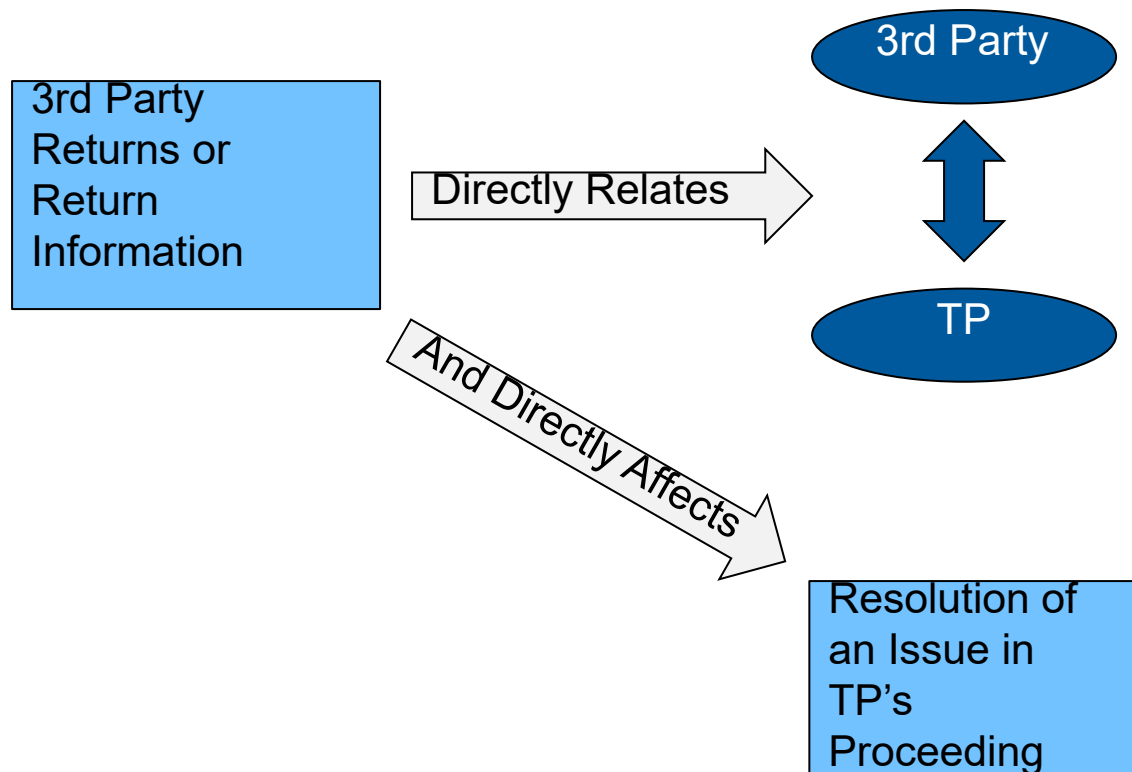 3rd Party
Returns or
Return
Information
Directly Relates
3rd Party
TP
And Directly Affects
Resolution of
an Issue in
TP’s
Proceeding